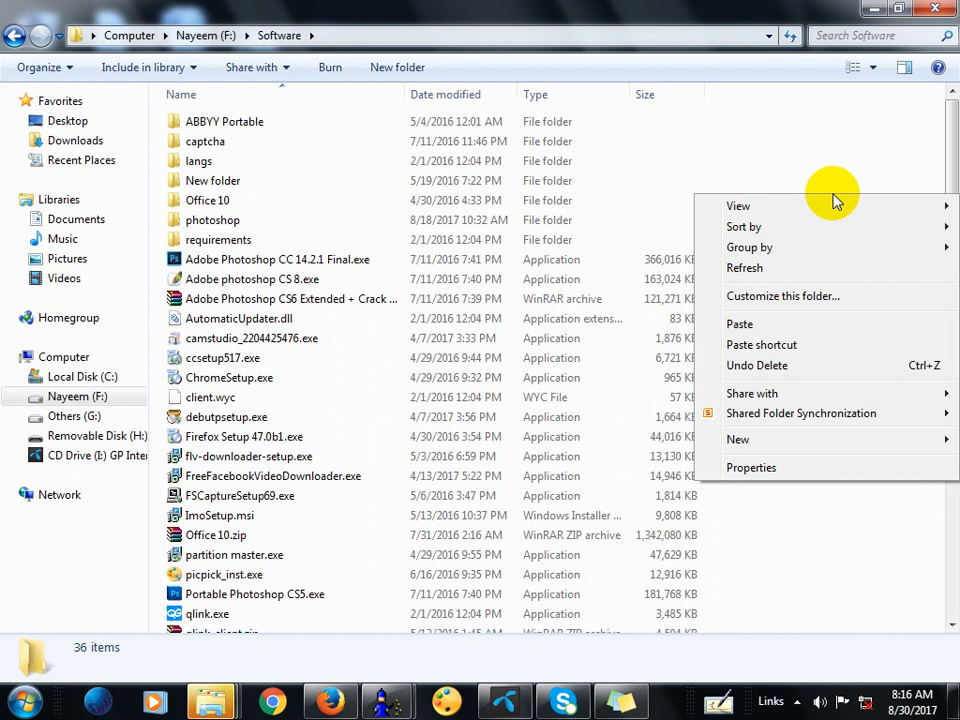 Computer Nayeem (F:) Software Search Software
Organize Include in library Share with Burn New folder
Favorites
Desktop
Downloads
Recent Places
Libraries
Documents
Music
Pictures
Videos
Homegroup
Computer
Local Disk (C:)
Nayeem (F:)
Others (G:)
Removable Disk (H:)
CD Drive (I:) GP Inter
Network
Name Date modified Type Size
ABBYY Portable 5/4/2016 12:01 AM File folder
captcha 7/11/2016 11:46 PM File folder
langs 2/1/2016 12:04 PM File folder
New folder 5/19/2016 7:22 PM File folder
Office 10 4/30/2016 4:33 PM File folder
photoshop 8/18/2017 10:32 AM File folder
requirements 2/1/2016 12:04 PM File folder
Adobe Photoshop CC 14.2.1 Final.exe 7/11/2016 7:41 PM Application 366,016 KB
Adobe photoshop CS 8.exe 7/11/2016 7:40 PM Application 163,024 KB
Adobe Photoshop CS6 Extended + Crack ... 7/11/2016 7:39 PM WinRAR archive 121,271 KB
AutomaticUpdater.dll 2/1/2016 12:04 PM Application extens... 83 KB
camstudio_2204425476.exe 4/7/2017 3:33 PM Application 1,876 KB
ccsetup517.exe 4/29/2016 9:44 PM Application 6,721 KB
ChromeSetup.exe 4/29/2016 9:32 PM Application 965 KB
client.wyc 2/1/2016 12:04 PM WYC File 57 KB
debutpsetup.exe 4/7/2017 3:56 PM Application 1,664 KB
Firefox Setup 47.0b1.exe 4/30/2016 3:54 PM Application 44,016 KB
flv-downloader-setup.exe 5/3/2016 6:59 PM Application 13,130 KB
FreeFacebookVideoDownloader.exe 4/13/2017 5:22 PM Application 14,946 KB
FSCaptureSetup69.exe 5/6/2016 3:47 PM Application 1,814 KB
ImoSetup.msi 5/13/2016 10:37 PM Windows Installer ... 9,808 KB
Office 10.zip 7/31/2016 2:16 AM WinRAR ZIP archive 1,342,080 KB
partition master.exe 4/29/2016 9:55 PM Application 47,629 KB
picpick_inst.exe 6/16/2016 9:35 PM Application 12,916 KB
Portable Photoshop CS5.exe 7/11/2016 7:40 PM Application 181,768 KB
qlink.exe 2/1/2016 12:04 PM Application 3,485 KB
View
Sort by
Group by
Refresh
Customize this folder...
Paste
Paste shortcut
Undo Delete Ctrl+Z
Share with
Shared Folder Synchronization
New
Properties
36 items
Links
8:16 AM
8/30/2017